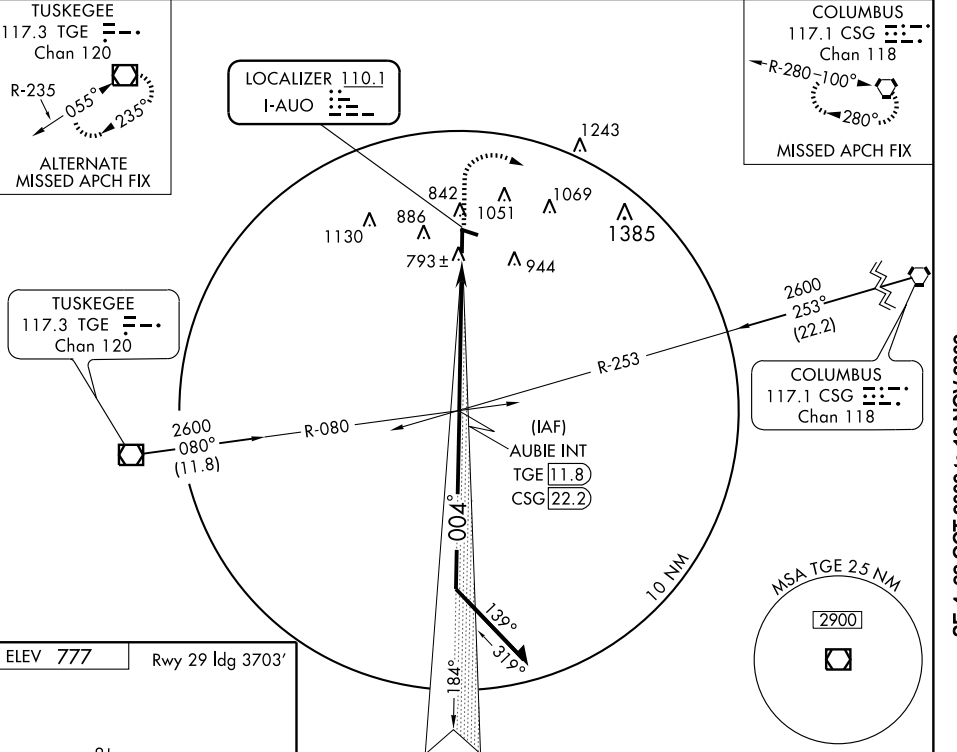 TUSKEGEE
117.3 TGE
Chan 120
R-235
055°
235°
ALTERNATE
MISSED APCH FIX
LOCALIZER 110.1
I-AUO
COLUMBUS
117.1 CSG
Chan 118
R-280
100°
280°
MISSED APCH FIX
1243
842
1051
1069
886
1130
1385
793±
944
TUSKEGEE
117.3 TGE
Chan 120
2600
253°
(22.2)
R-253
COLUMBUS
117.1 CSG
Chan 118
2600
080°
(11.8)
R-080
(IAF)
AUBIE INT
TGE 11.8
CSG 22.2
004°
10 NM
139°
319°
184°
MSA TGE 25 NM
2900
ELEV 777
Rwy 29 ldg 3703'